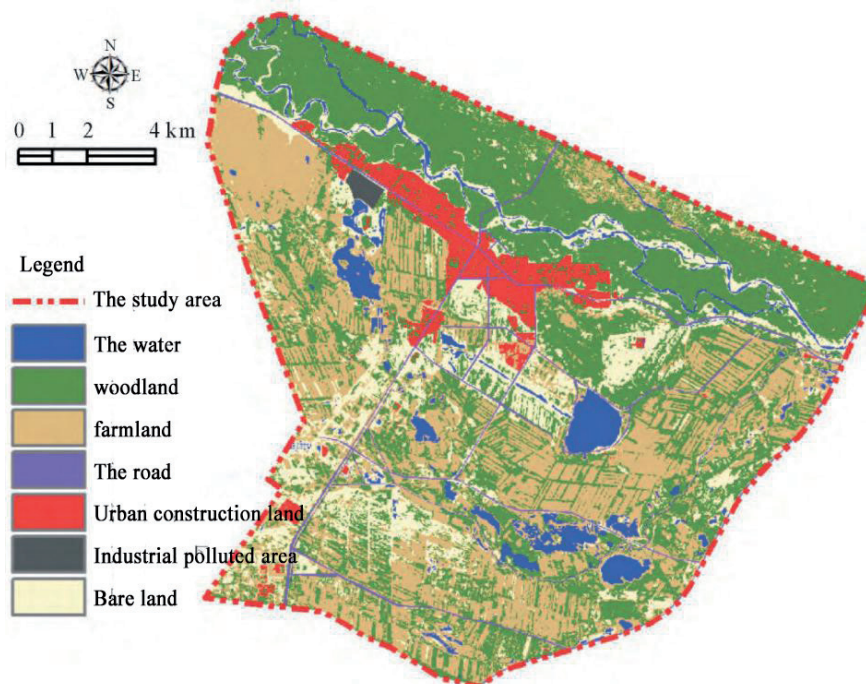 N
W E
S
0 1 2 4 km
Legend
The study area
The water
woodland
farmland
The road
Urban construction land
Industrial polluted area
Bare land